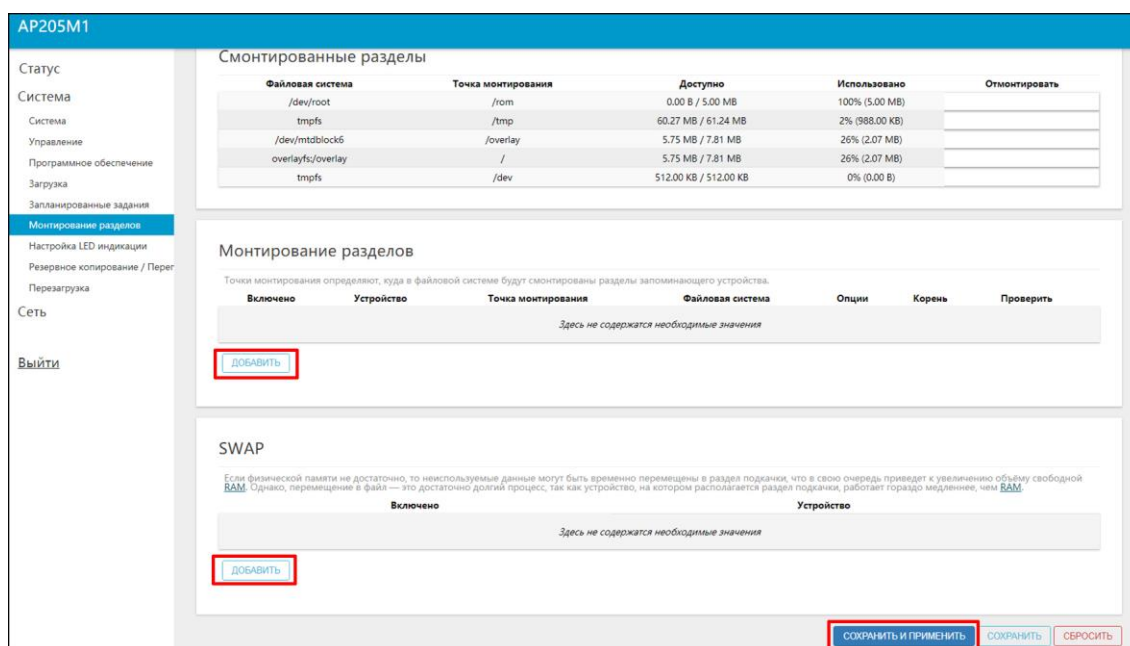 AP205M1
Статус
Система
Система
Управление
Программное обеспечение
Загрузка
Запланированные задания
Монтирование разделов
Настройка LED индикации
Резервное копирование / Перег
Перезагрузка
Сеть
Выйти
Смонтированные разделы
Файловая система Точка монтирования Доступно Использовано Отмонтировать
/dev/root /rom 0.00 B / 5.00 MB 100% (5.00 MB)
tmpfs /tmp 60.27 MB / 61.24 MB 2% (988.00 KB)
/dev/mtdblock6 /overlay 5.75 MB / 7.81 MB 26% (2.07 MB)
overlayfs:/overlay / 5.75 MB / 7.81 MB 26% (2.07 MB)
tmpfs /dev 512.00 KB / 512.00 KB 0% (0.00 B)
Монтирование разделов
Точки монтирования определяют, куда в файловой системе будут смонтированы разделы запоминающего устройства.
Включено Устройство Точка монтирования Файловая система Опции Корень Проверить
Здесь не содержатся необходимые значения
ДОБАВИТЬ
SWAP
Если физической памяти не достаточно, то неиспользуемые данные могут быть временно перемещены в раздел подкачки, что в свою очередь приведет к увеличению объёму свободной
RAM. Однако, перемещение в файл — это достаточно долгий процесс, так как устройство, на котором располагается раздел подкачки, работает гораздо медленнее, чем RAM.
Включено Устройство
Здесь не содержатся необходимые значения
ДОБАВИТЬ
СОХРАНИТЬ И ПРИМЕНИТЬ СОХРАНИТЬ СБРОСИТЬ